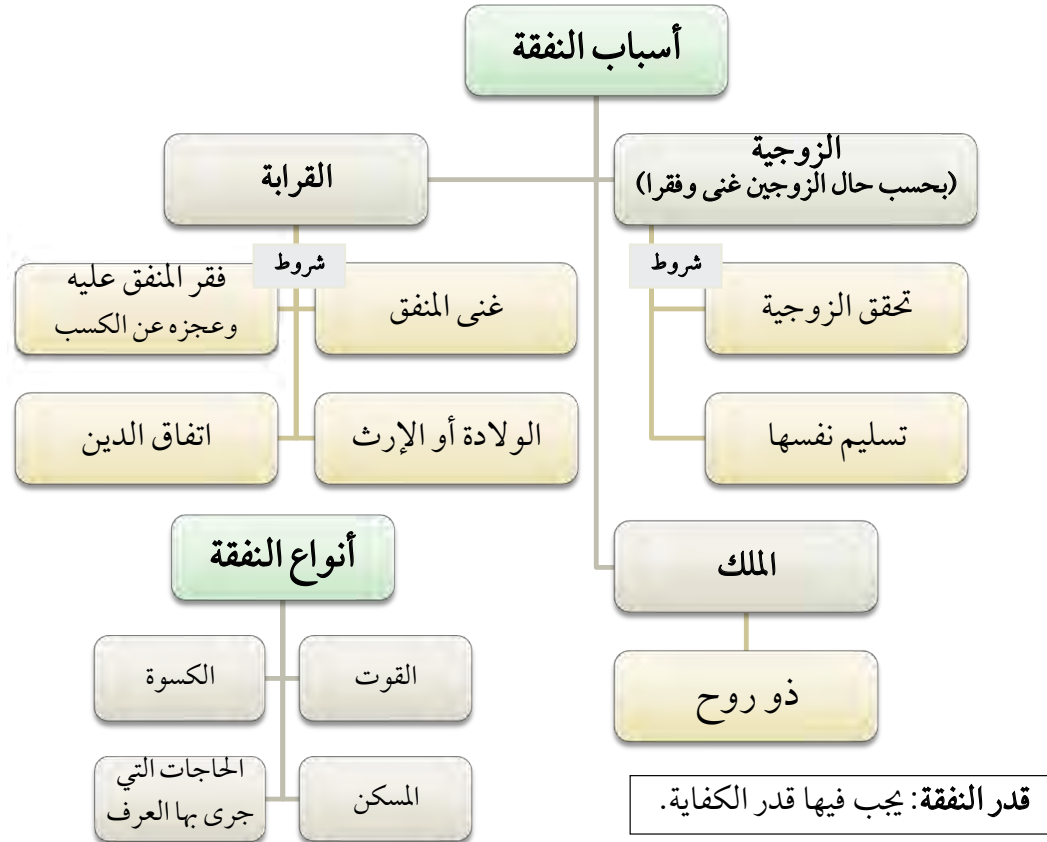 أسباب النفقة
الزوجية
(بحسب حال الزوجين غنى وفقرا)
شروط
تحقق الزوجية
تسليم نفسها
القرابة
شروط
غنى المنفق
فقر المنفق عليه
وعجزه عن الكسب
الولادة أو الإرث
اتفاق الدين
الملك
ذو روح
أنواع النفقة
القوت
الكسوة
المسكن
الحاجات التي
جرى بها العرف
قدر النفقة: يجب فيها قدر الكفاية.